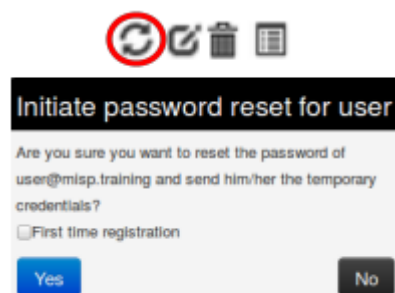 Initiate password reset for user
Are you sure you want to reset the password of
user@misp.training and send him/her the temporary
credentials?
First time registration
Yes
No